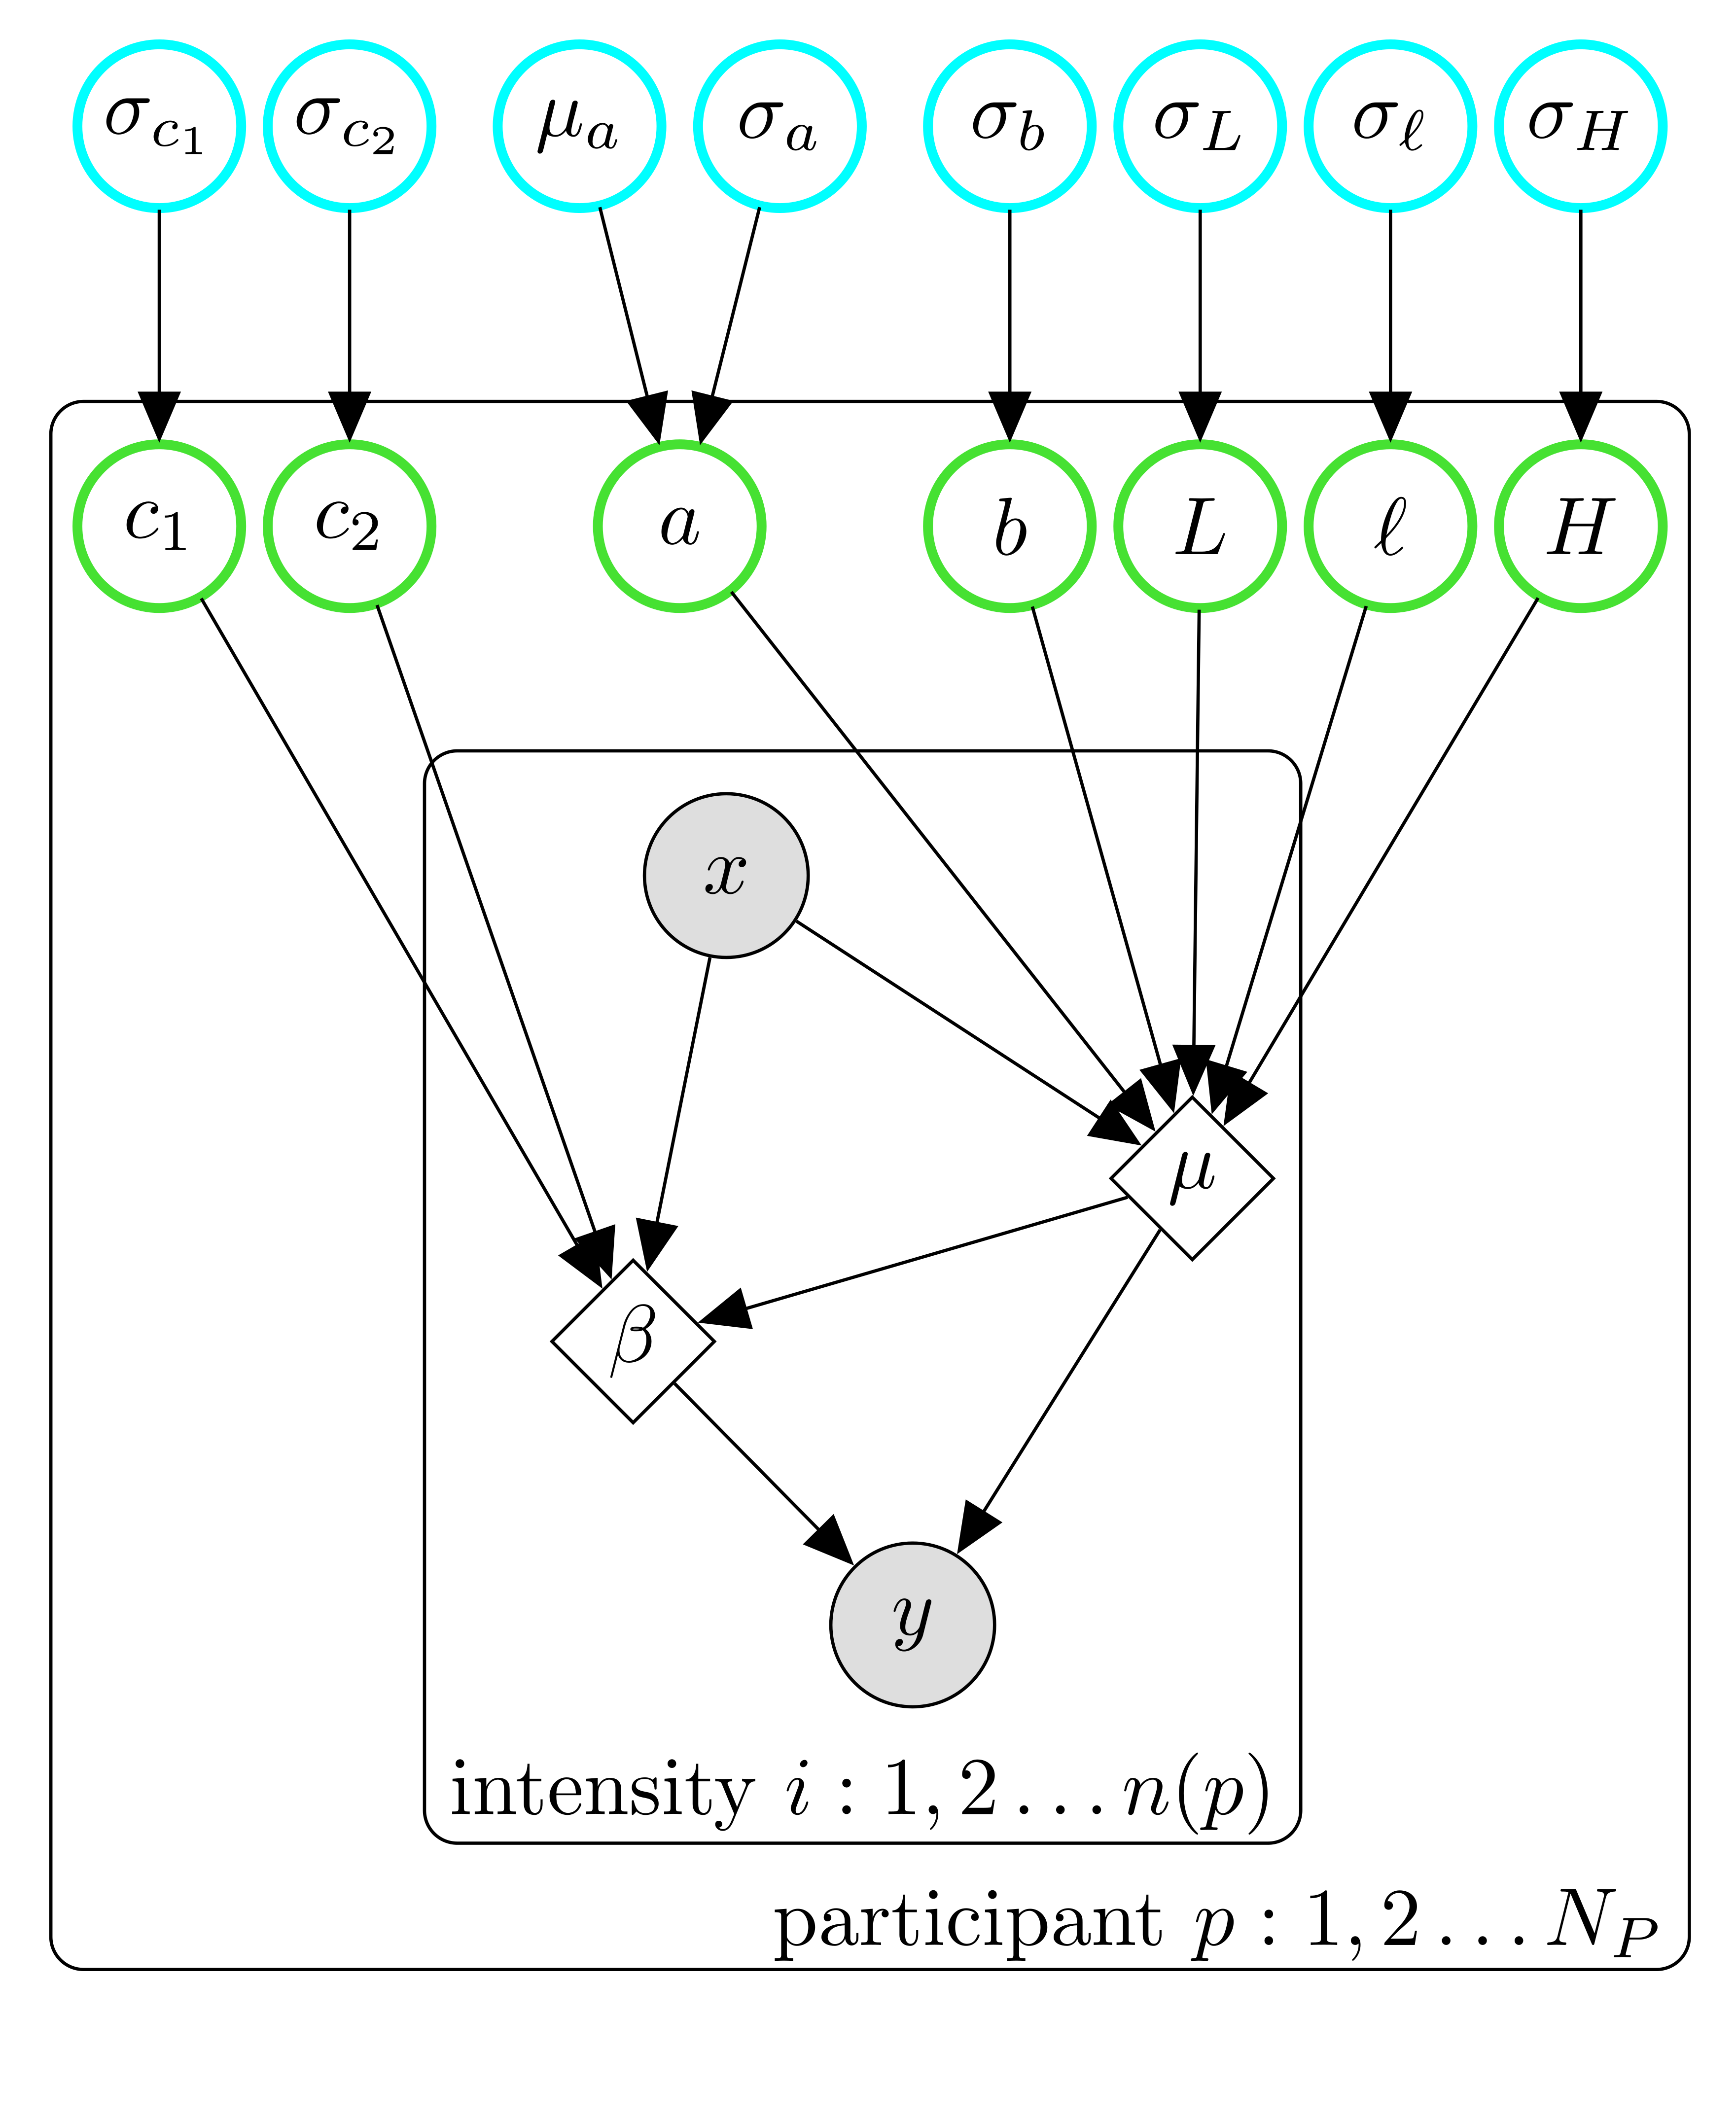 σ_{c_1} σ_{c_2} μ_a σ_a σ_b σ_L σ_ℓ σ_H
c_1 c_2 a b L ℓ H
x
μ
β
y
intensity i : 1, 2 … n(p)
participant p : 1, 2 … N_P